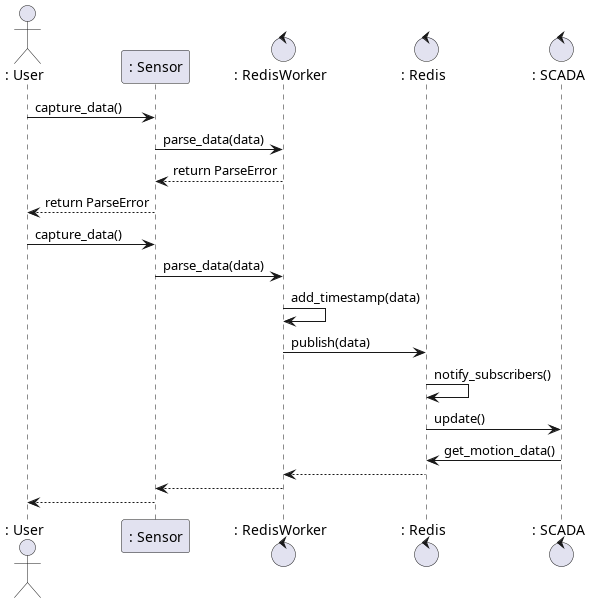 : User
: Sensor
: RedisWorker
: Redis
: SCADA
capture_data()
parse_data(data)
return ParseError
return ParseError
capture_data()
parse_data(data)
add_timestamp(data)
publish(data)
notify_subscribers()
update()
get_motion_data()
: User
: Sensor
: RedisWorker
: Redis
: SCADA